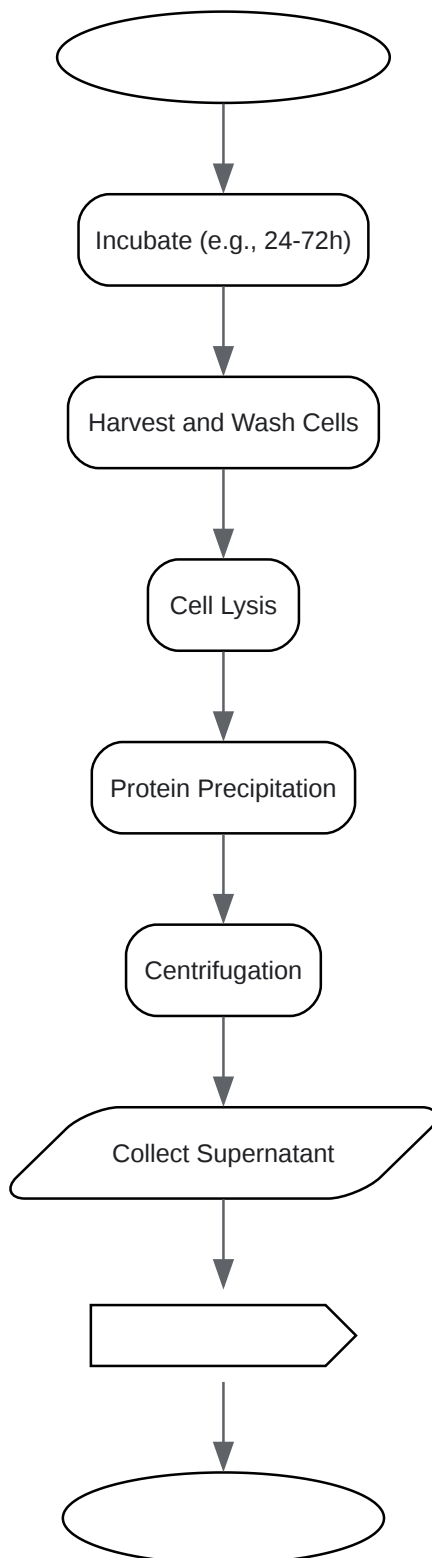 Incubate (e.g., 24-72h)
Harvest and Wash Cells
Cell Lysis
Protein Precipitation
Centrifugation
Collect Supernatant